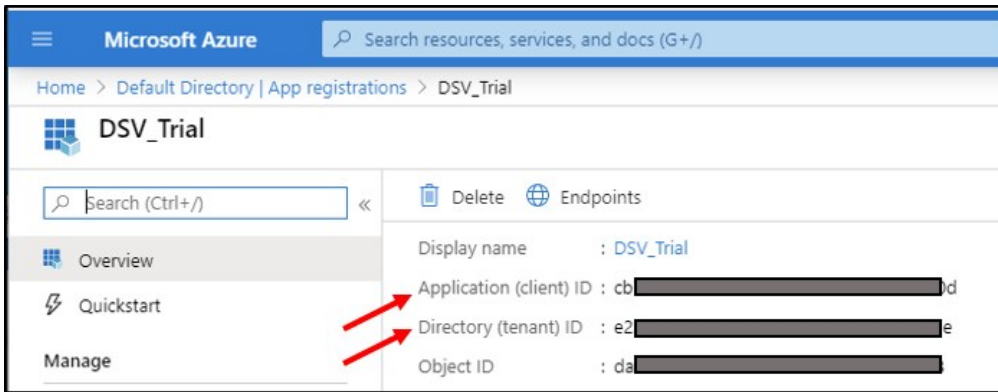 Microsoft Azure
Search resources, services, and docs (G+/)
Home > Default Directory | App registrations > DSV_Trial
DSV_Trial
Search (Ctrl+/)
«
Delete
Endpoints
Overview
Quickstart
Manage
Display name : DSV_Trial
Application (client) ID : cb
Directory (tenant) ID : e2
Object ID : da